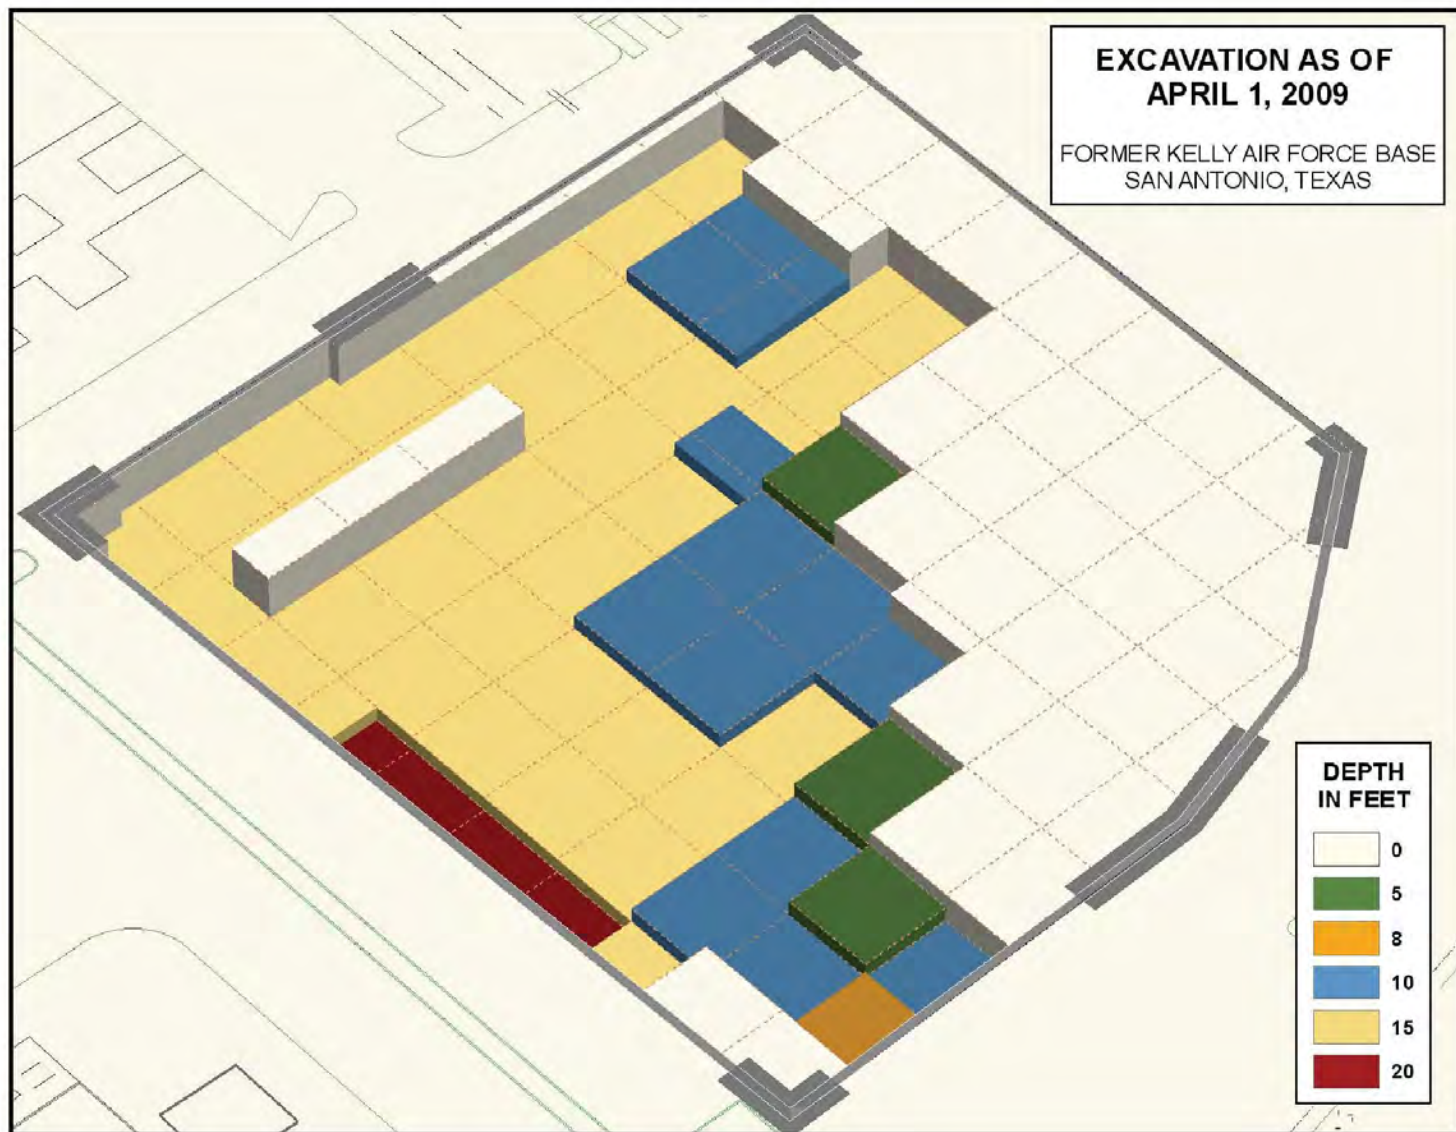 EXCAVATION AS OF
APRIL 1, 2009
FORMER KELLY AIR FORCE BASE
SAN ANTONIO, TEXAS
DEPTH
IN FEET
0
5
8
10
15
20